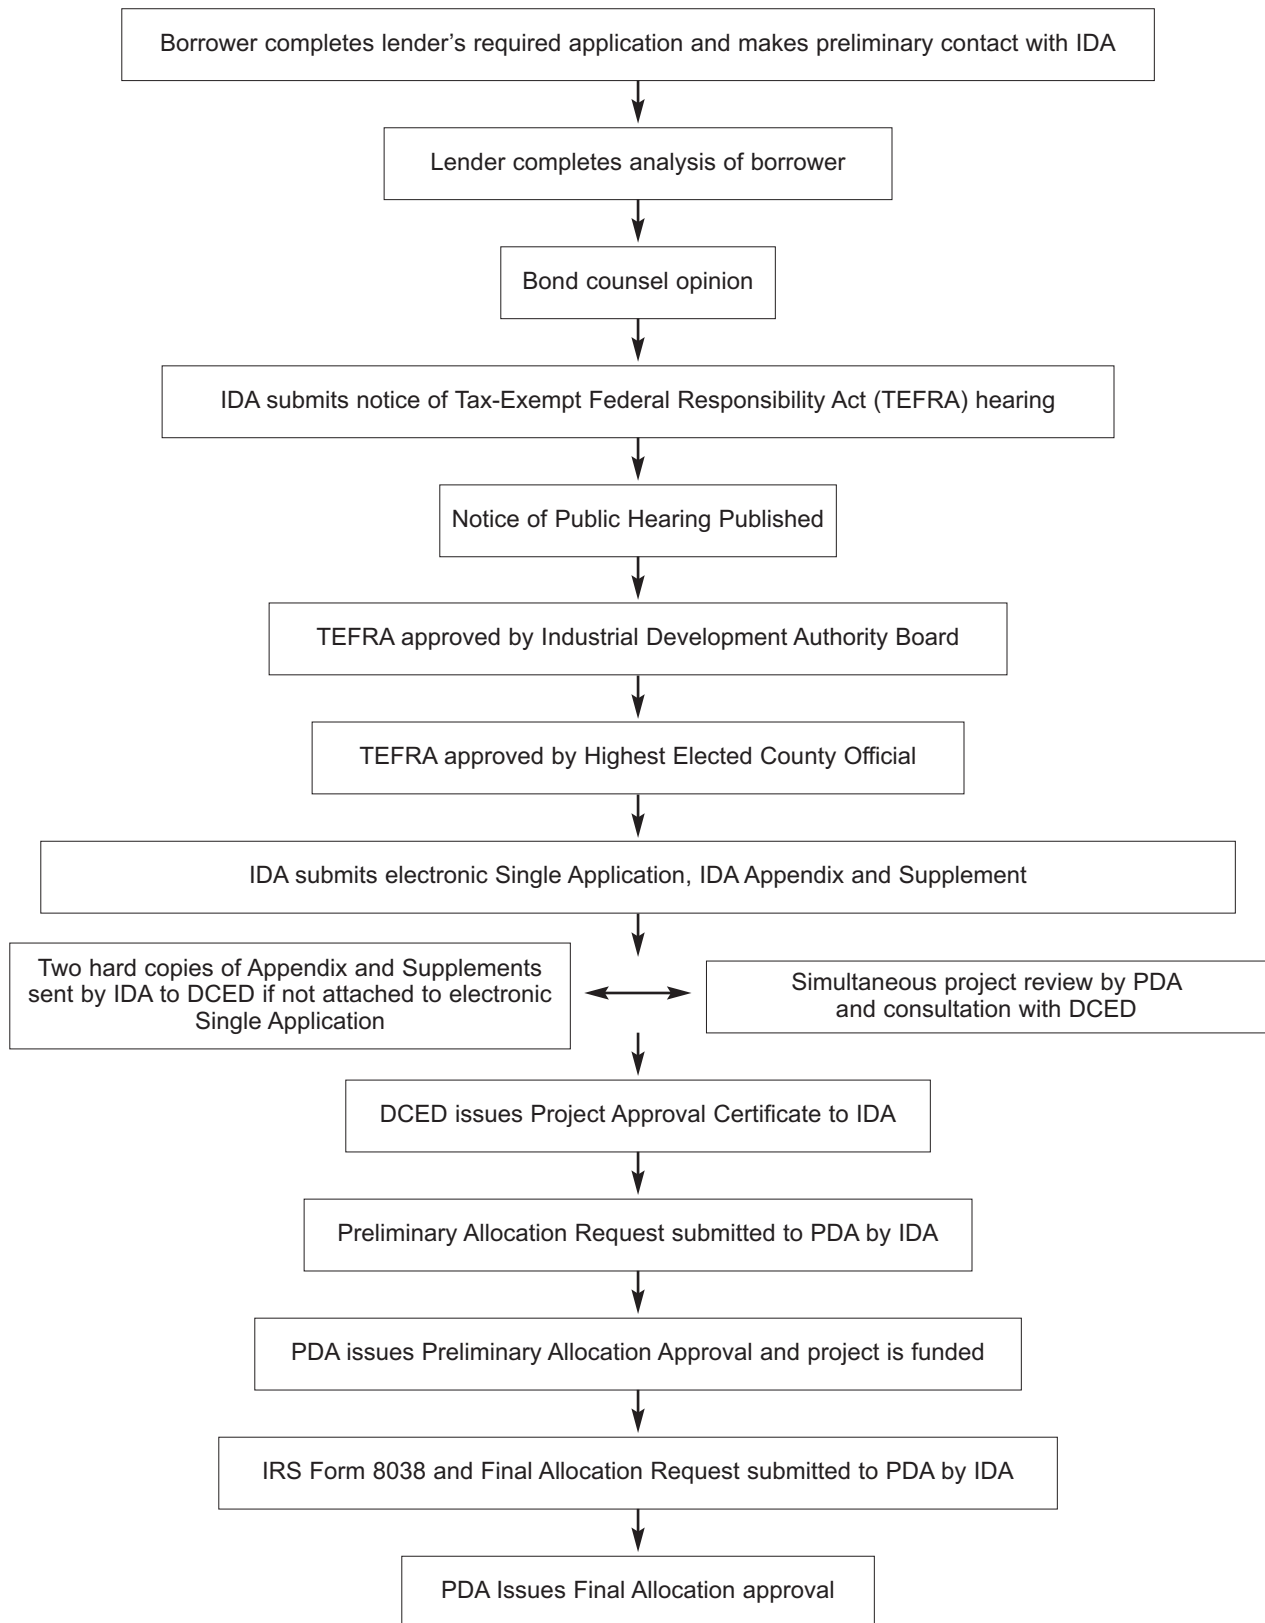 Borrower completes lender’s required application and makes preliminary contact with IDA
Lender completes analysis of borrower
Bond counsel opinion
IDA submits notice of Tax-Exempt Federal Responsibility Act (TEFRA) hearing
Notice of Public Hearing Published
TEFRA approved by Industrial Development Authority Board
TEFRA approved by Highest Elected County Official
IDA submits electronic Single Application, IDA Appendix and Supplement
Two hard copies of Appendix and Supplements
sent by IDA to DCED if not attached to electronic
Single Application
Simultaneous project review by PDA
and consultation with DCED
DCED issues Project Approval Certificate to IDA
Preliminary Allocation Request submitted to PDA by IDA
PDA issues Preliminary Allocation Approval and project is funded
IRS Form 8038 and Final Allocation Request submitted to PDA by IDA
PDA Issues Final Allocation approval